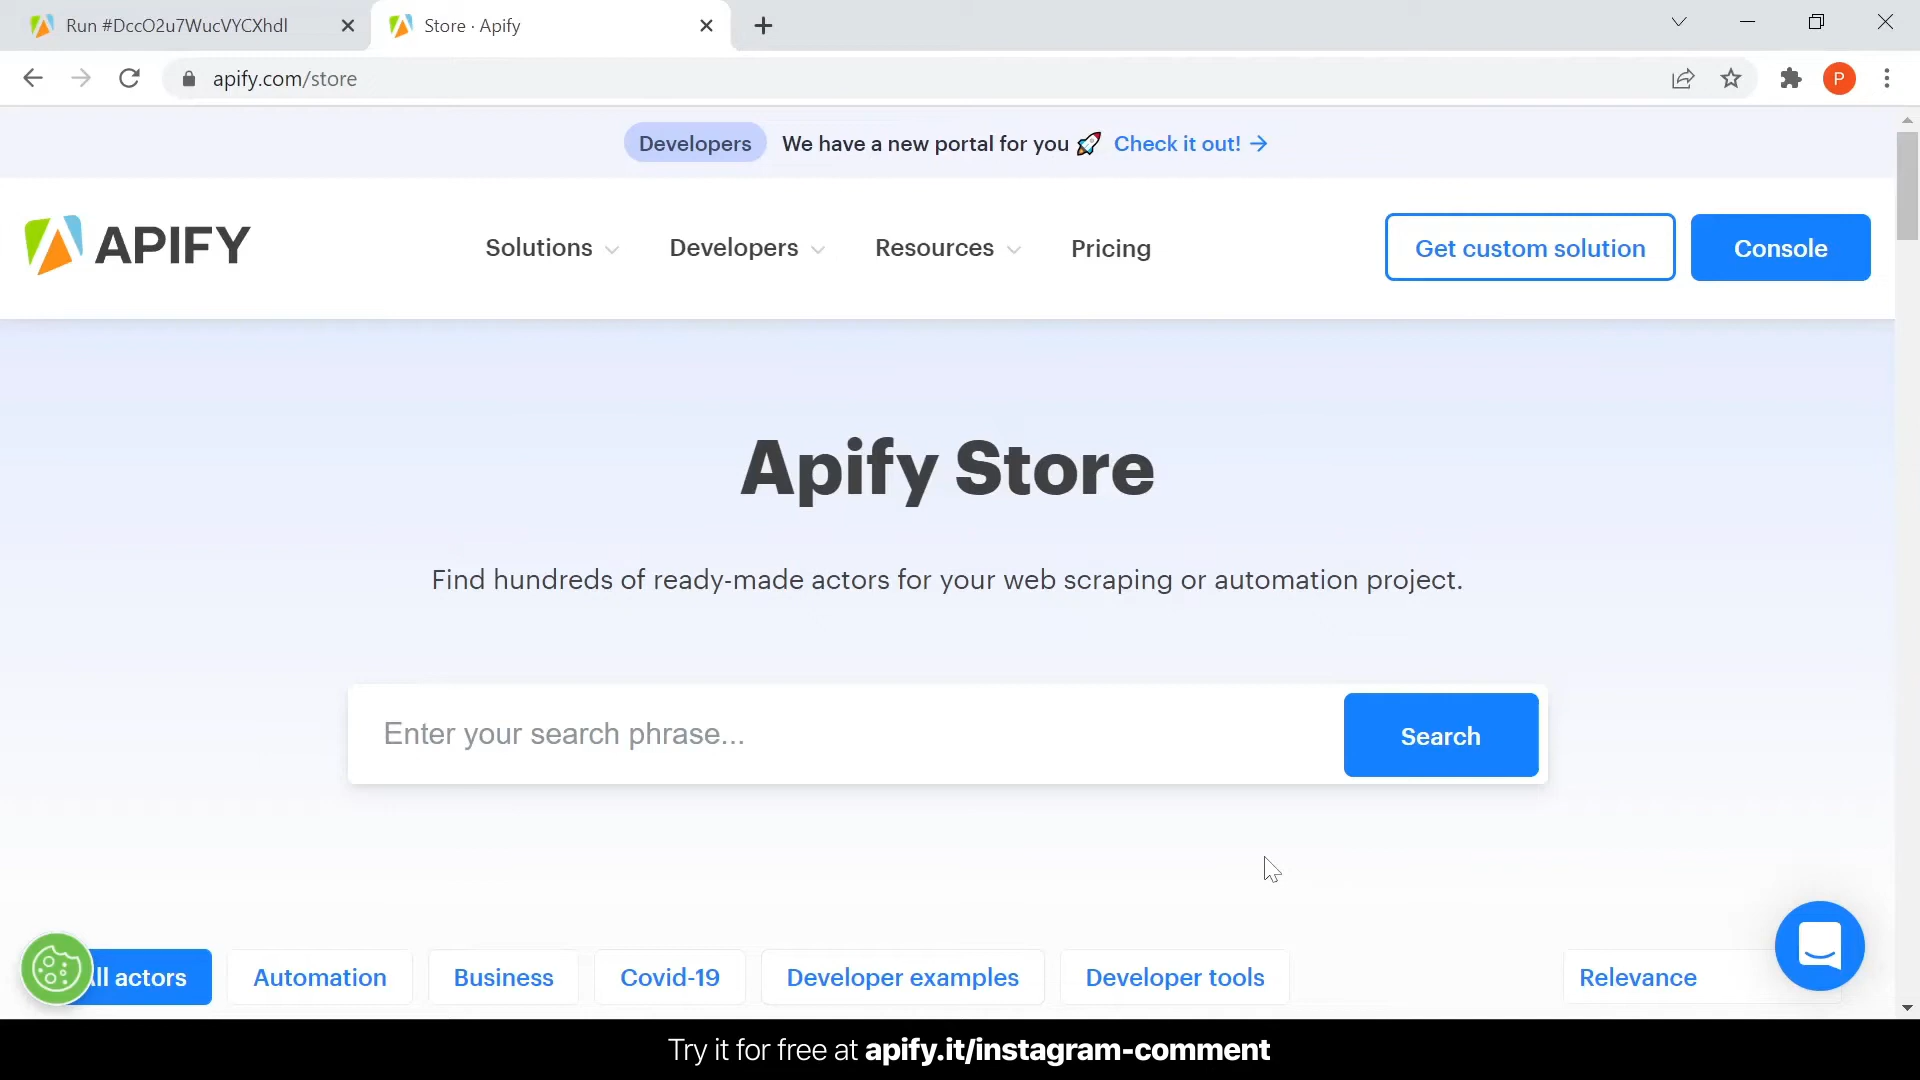 Run #DccO2u7WucVYCXhdl
Store · Apify
apify.com/store
P
Developers We have a new portal for you 🚀 Check it out! →
APIFY
Solutions Developers Resources Pricing
Get custom solution Console
Apify Store
Find hundreds of ready-made actors for your web scraping or automation project.
Enter your search phrase... Search
ll actors Automation Business Covid-19 Developer examples Developer tools Relevance
Try it for free at apify.it/instagram-comment